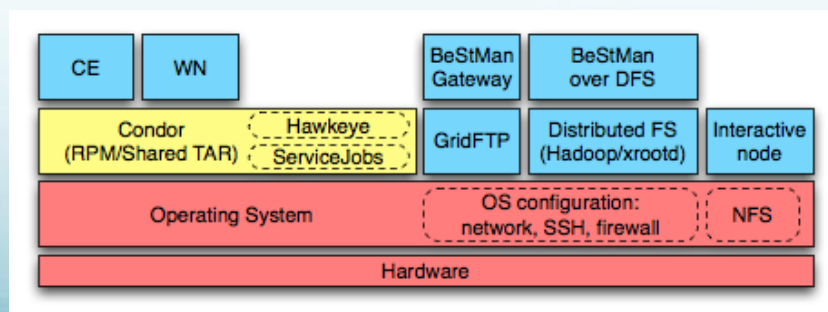 CE
WN
BeStMan
Gateway
BeStMan
over DFS
Condor
(RPM/Shared TAR)
Hawkeye
ServiceJobs
GridFTP
Distributed FS
(Hadoop/xrootd)
Interactive
node
Operating System
OS configuration:
network, SSH, firewall
NFS
Hardware